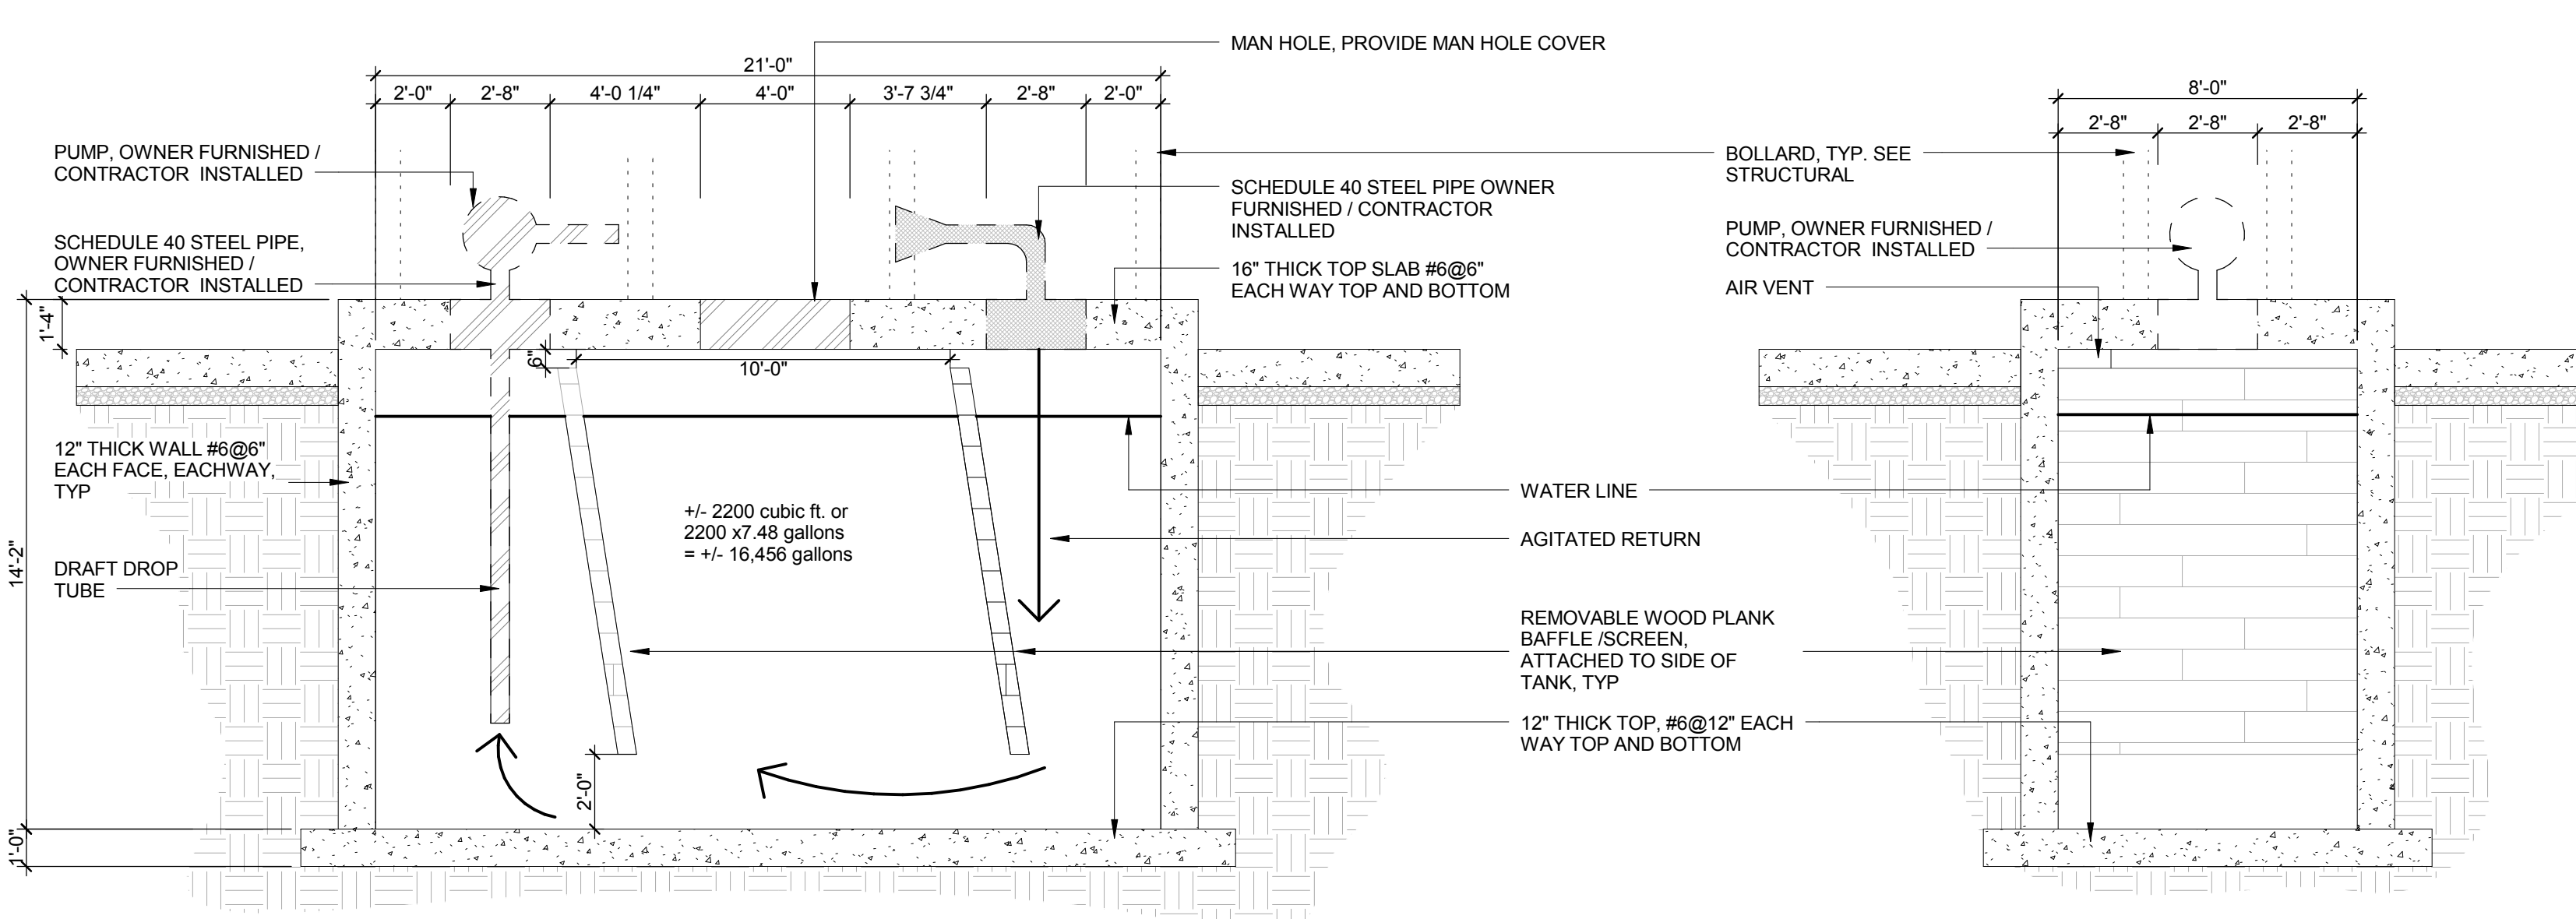 MAN HOLE, PROVIDE MAN HOLE COVER
21'-0"
2'-0"
2'-8"
4'-0 1/4"
4'-0"
3'-7 3/4"
2'-8"
2'-0"
8'-0"
2'-8"
2'-8"
2'-8"
PUMP, OWNER FURNISHED /
CONTRACTOR INSTALLED
SCHEDULE 40 STEEL PIPE,
OWNER FURNISHED /
CONTRACTOR INSTALLED
SCHEDULE 40 STEEL PIPE OWNER
FURNISHED / CONTRACTOR
INSTALLED
16" THICK TOP SLAB #6@6"
EACH WAY TOP AND BOTTOM
BOLLARD, TYP. SEE
STRUCTURAL
PUMP, OWNER FURNISHED /
CONTRACTOR INSTALLED
AIR VENT
1'-4"
6"
10'-0"
12" THICK WALL #6@6"
EACH FACE, EACHWAY,
TYP
+/- 2200 cubic ft. or
2200 x7.48 gallons
= +/- 16,456 gallons
WATER LINE
AGITATED RETURN
14'-2"
DRAFT DROP
TUBE
REMOVABLE WOOD PLANK
BAFFLE /SCREEN,
ATTACHED TO SIDE OF
TANK, TYP
12" THICK TOP, #6@12" EACH
WAY TOP AND BOTTOM
2'-0"
1'-0"